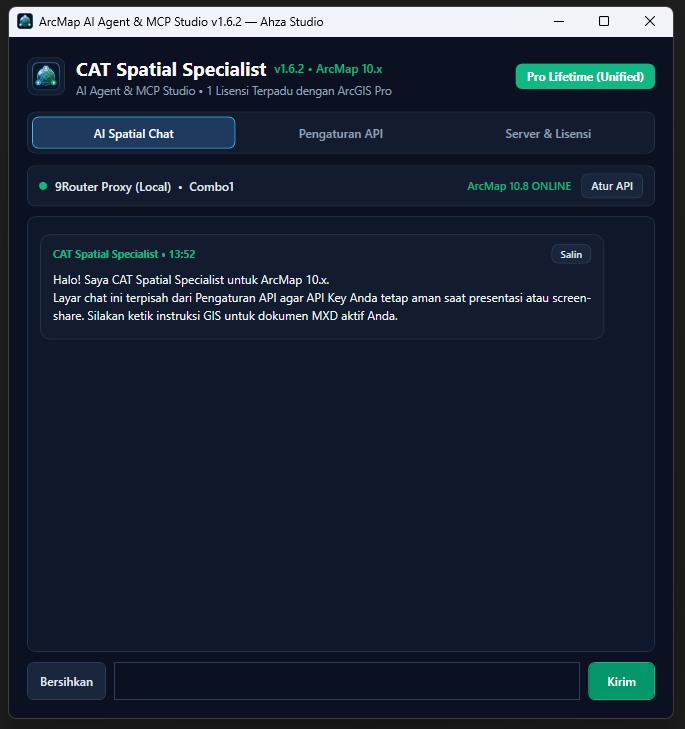 ArcMap AI Agent & MCP Studio v1.6.2 — Ahza Studio
CAT Spatial Specialist v1.6.2 • ArcMap 10.x
AI Agent & MCP Studio • 1 Lisensi Terpadu dengan ArcGIS Pro
Pro Lifetime (Unified)
AI Spatial Chat
Pengaturan API
Server & Lisensi
9Router Proxy (Local) • Combo1
ArcMap 10.8 ONLINE
Atur API
CAT Spatial Specialist • 13:52
Salin
Halo! Saya CAT Spatial Specialist untuk ArcMap 10.x.
Layar chat ini terpisah dari Pengaturan API agar API Key Anda tetap aman saat presentasi atau screen-
share. Silakan ketik instruksi GIS untuk dokumen MXD aktif Anda.
Bersihkan
Kirim